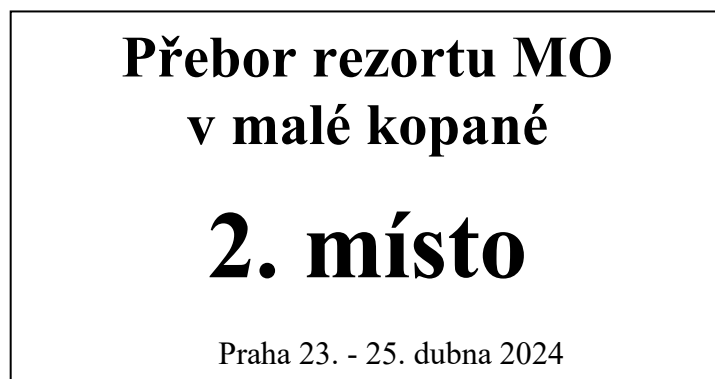 Přebor rezortu MO
v malé kopané
2. místo
Praha 23. - 25. dubna 2024